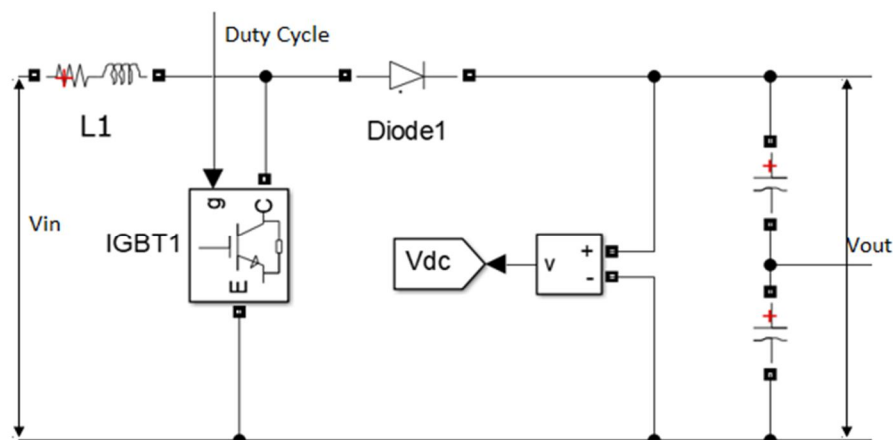 Duty Cycle
L1
Diode1
Vin
g
C
IGBT1
E
Vdc
v
+
-
Vout